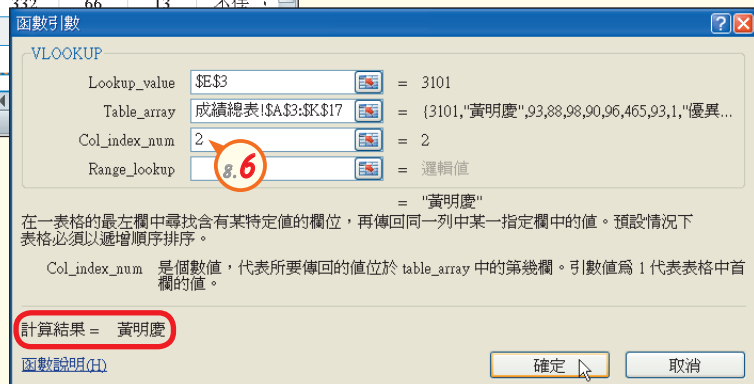 332 66 13
函數引數
VLOOKUP
Lookup_value $E$3 = 3101
Table_array 成績總表!$A$3:$K$17 = {3101,"黃明慶",93,88,98,90,96,465,93,1,"優異...
Col_index_num 2 = 2
8.6
Range_lookup = 邏輯值
= "黃明慶"
在一表格的最左欄中尋找含有某特定值的欄位，再傳回同一列中某一指定欄中的值。預設情況下
表格必須以遞增順序排序。
Col_index_num 是個數值，代表所要傳回的值位於 table_array 中的第幾欄。引數值為 1 代表表格中首
欄的值。
計算結果 = 黃明慶
函數說明(H)
確定
取消